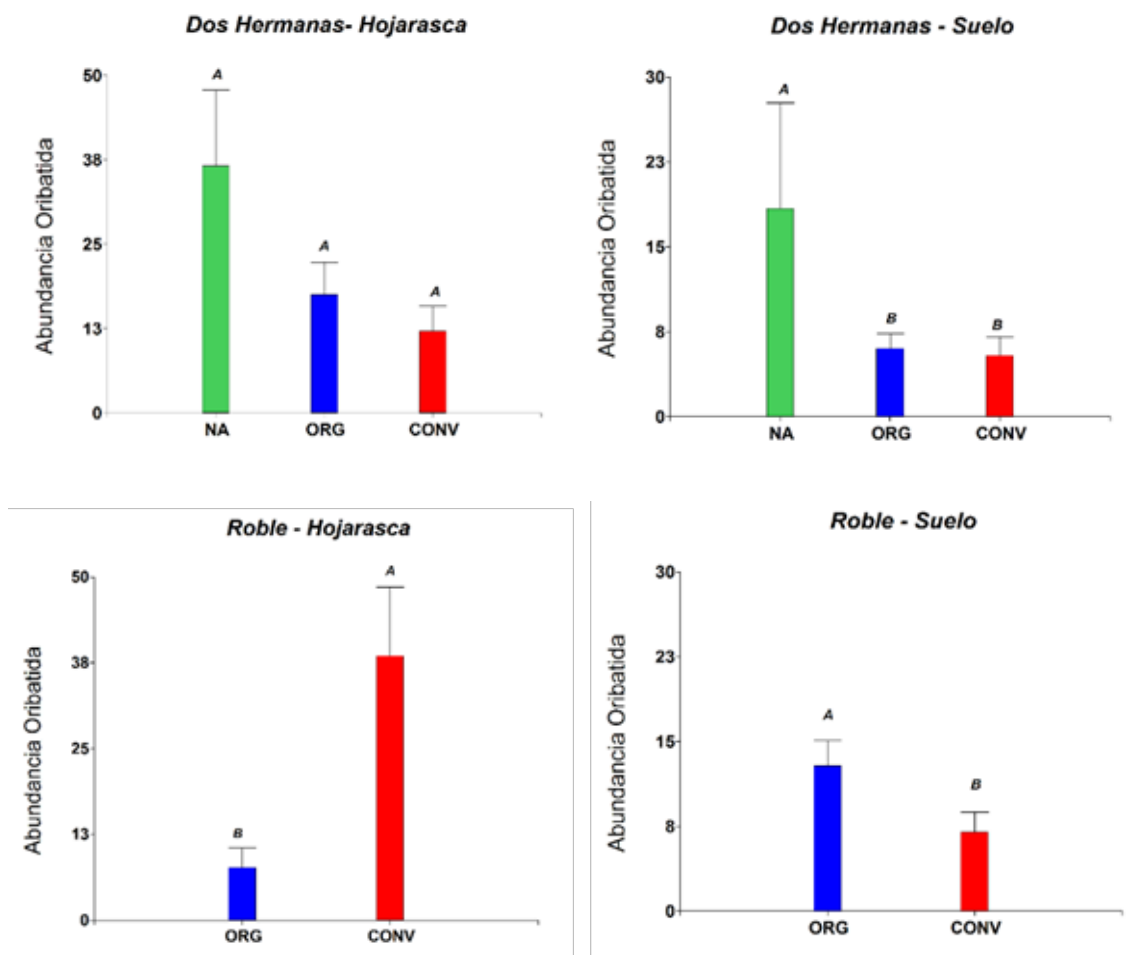 Dos Hermanas- Hojarasca
Abundancia Oribatida
50
38
25
13
0
A
A
A
NA ORG CONV
Dos Hermanas - Suelo
Abundancia Oribatida
30
23
15
8
0
A
B
B
NA ORG CONV
Roble - Hojarasca
Abundancia Oribatida
50
38
25
13
0
B
A
ORG CONV
Roble - Suelo
Abundancia Oribatida
30
23
15
8
0
A
B
ORG CONV